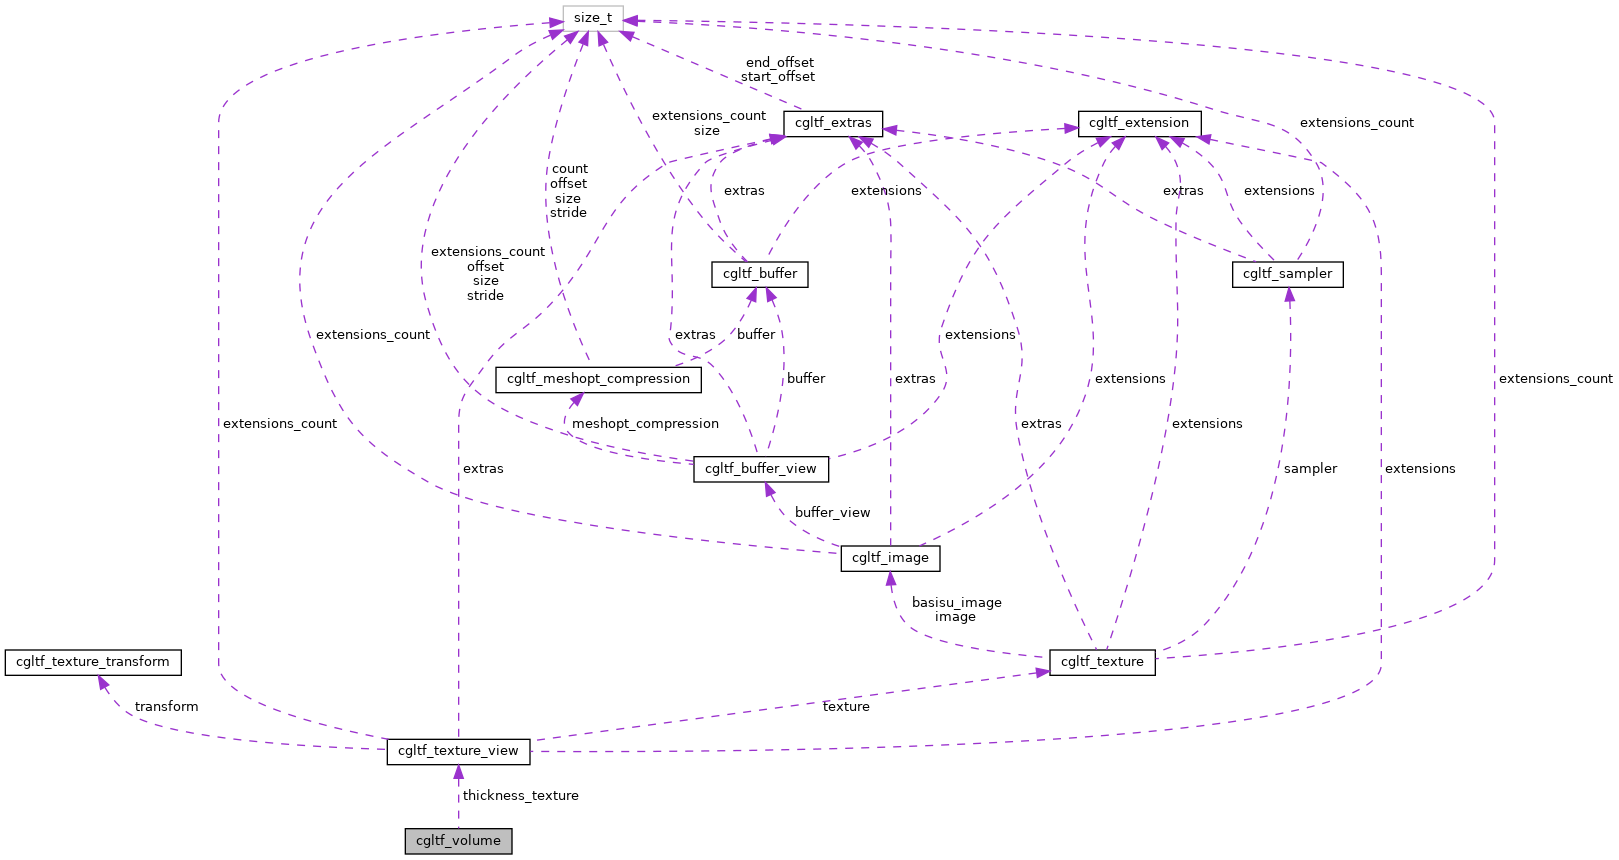 size_t
end_offset
start_offset
extensions_count
size
cgltf_extras
cgltf_extension
extensions_count
count
offset
size
stride
extras
extensions
extras
extensions
extensions_count
offset
size
stride
cgltf_buffer
cgltf_sampler
extensions_count
extras
buffer
extensions
cgltf_meshopt_compression
buffer
extras
extensions
extensions_count
extensions_count
meshopt_compression
extras
extensions
extras
cgltf_buffer_view
sampler
extensions
buffer_view
cgltf_image
basisu_image
image
cgltf_texture_transform
cgltf_texture
transform
texture
cgltf_texture_view
thickness_texture
cgltf_volume